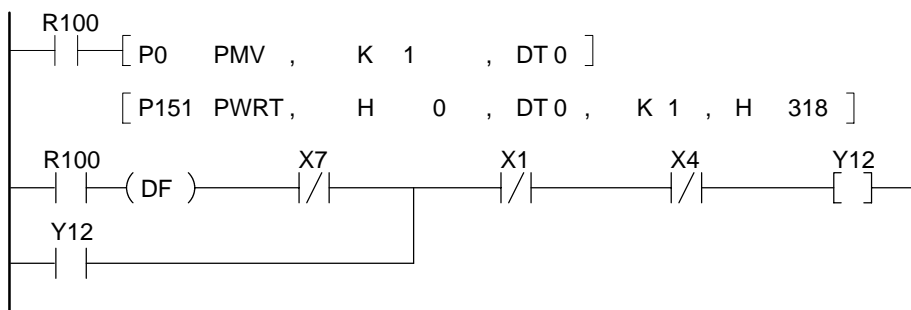 R100
[ P0 PMV , K 1 , DT 0 ]
[ P151 PWRT , H 0 , DT 0 , K 1 , H 318 ]
R100 X7 X1 X4 Y12
( DF )
Y12